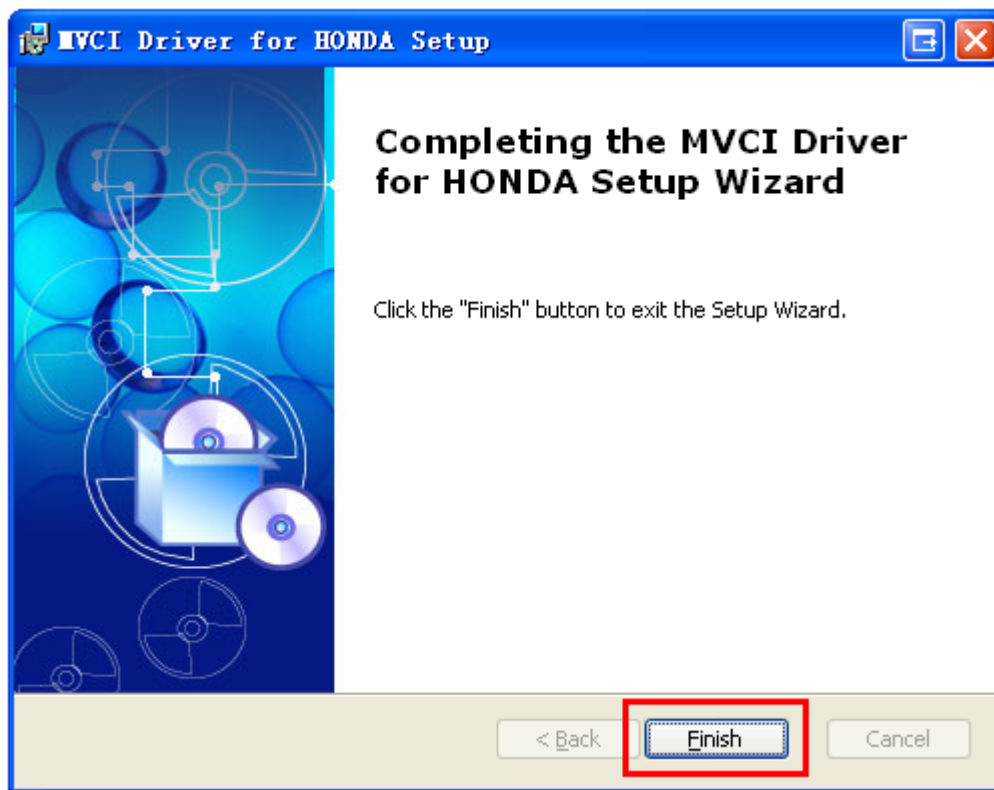 MVCI Driver for HONDA Setup
Completing the MVCI Driver
for HONDA Setup Wizard
Click the "Finish" button to exit the Setup Wizard.
< Back
Finish
Cancel